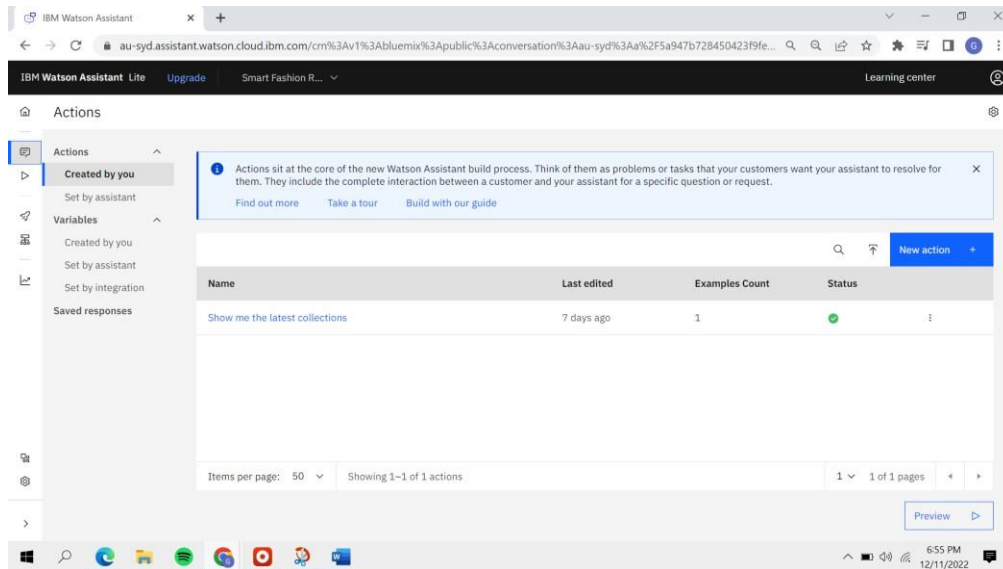 IBM Watson Assistant
au-syd.assistant.watson.cloud.ibm.com/crn%3Av1%3Abluemix%3Apublic%3Aconversation%3Aau-syd%3Aa%2F5a947b728450423f9fe...
G
IBM Watson Assistant Lite Upgrade Smart Fashion R... Learning center
Actions
Actions
Created by you
Set by assistant
Variables
Created by you
Set by assistant
Set by integration
Saved responses
Actions sit at the core of the new Watson Assistant build process. Think of them as problems or tasks that your customers want your assistant to resolve for
them. They include the complete interaction between a customer and your assistant for a specific question or request.
Find out more Take a tour Build with our guide
New action +
Name Last edited Examples Count Status
Show me the latest collections 7 days ago 1
Items per page: 50 Showing 1–1 of 1 actions 1 1 of 1 pages
Preview
6:55 PM
12/11/2022